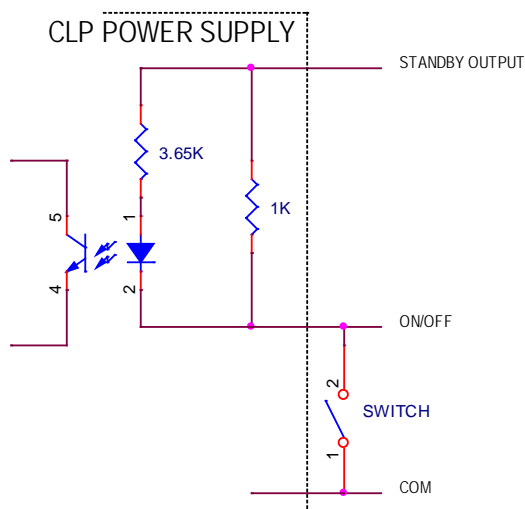 CLP POWER SUPPLY
STANDBY OUTPUT
3.65K
1K
5
1
4
2
ON/OFF
2
SWITCH
1
COM